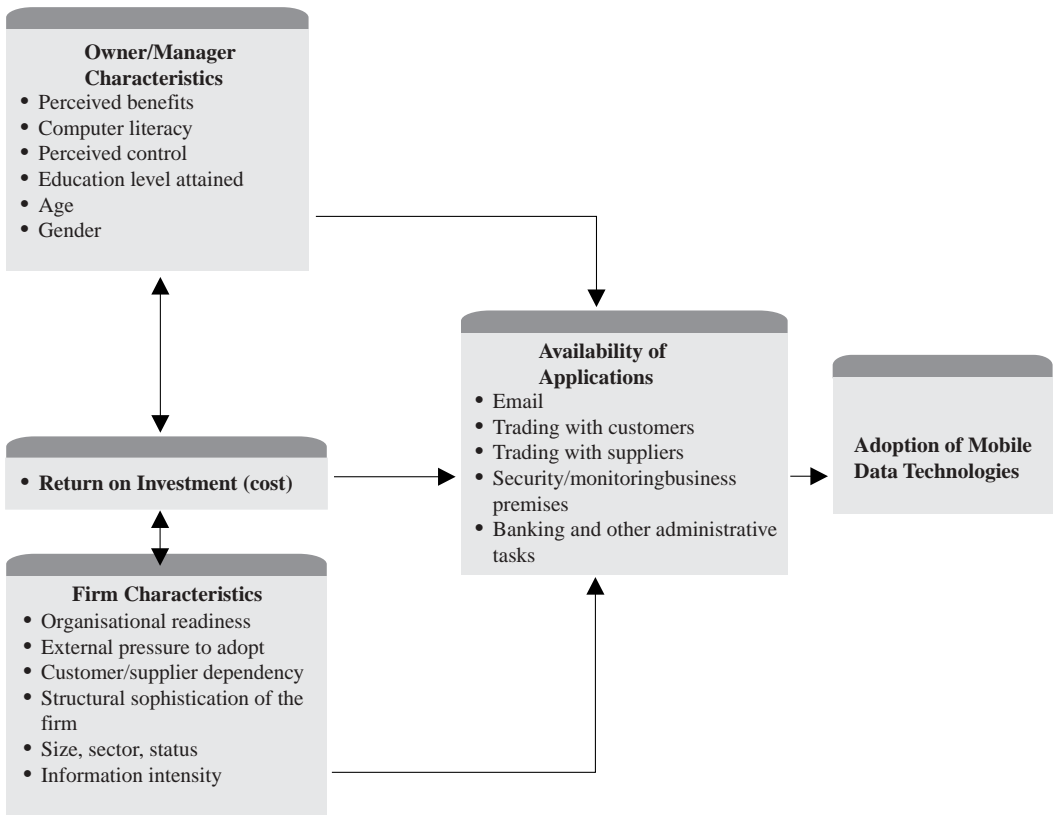 Owner/Manager
Characteristics
• Perceived benefits
• Computer literacy
• Perceived control
• Education level attained
• Age
• Gender
• Return on Investment (cost)
Firm Characteristics
• Organisational readiness
• External pressure to adopt
• Customer/supplier dependency
• Structural sophistication of the
firm
• Size, sector, status
• Information intensity
Availability of
Applications
• Email
• Trading with customers
• Trading with suppliers
• Security/monitoringbusiness
premises
• Banking and other administrative
tasks
Adoption of Mobile
Data Technologies